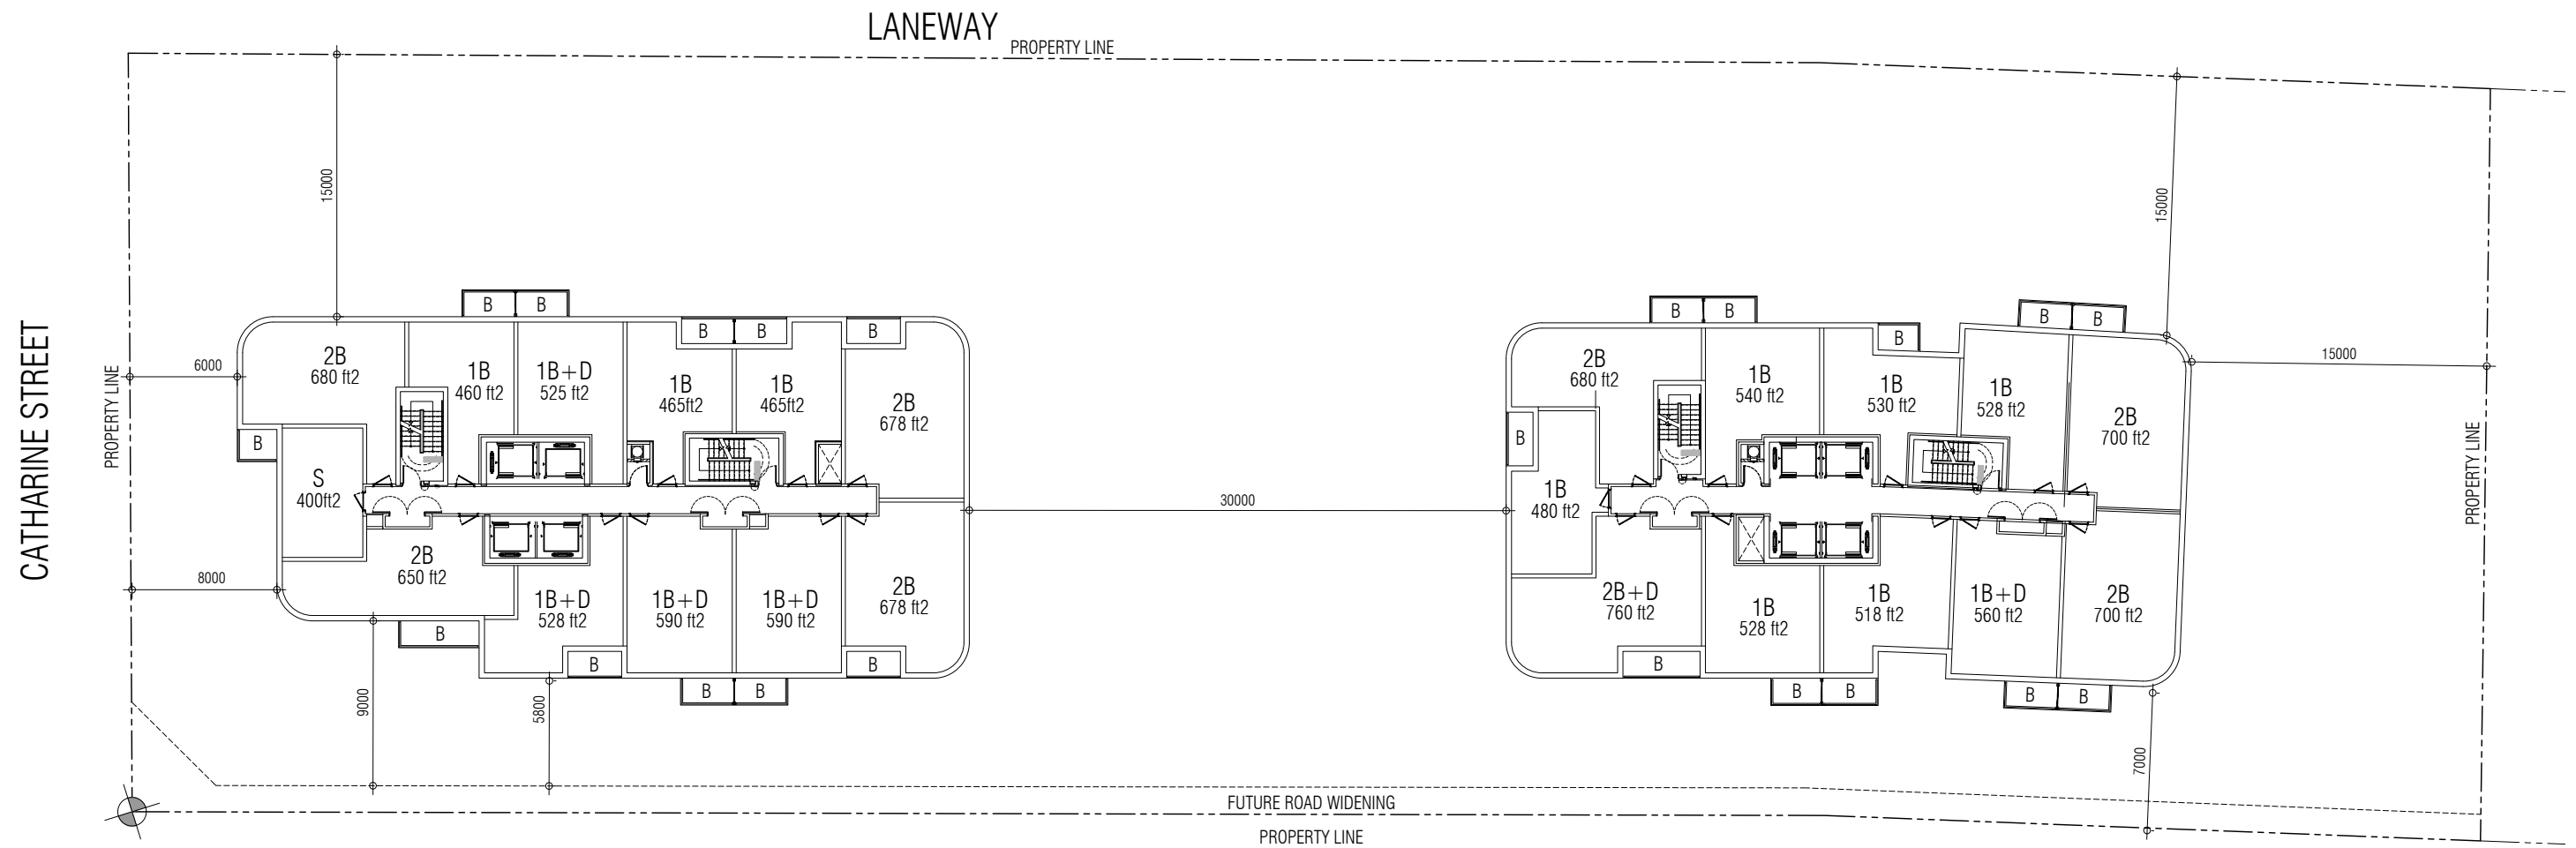 LANEWAY
PROPERTY LINE
CATHARINE STREET
PROPERTY LINE
15000
6000
8000
9000
5800
B
B
B
B
B
B
2B
680 ft2
1B
460 ft2
1B+D
525 ft2
1B
465ft2
1B
465ft2
2B
678 ft2
S
400ft2
2B
650 ft2
1B+D
528 ft2
1B+D
590 ft2
1B+D
590 ft2
2B
678 ft2
B
B
B
B
B
30000
B
B
B
B
B
B
2B
680 ft2
1B
540 ft2
1B
530 ft2
1B
528 ft2
2B
700 ft2
1B
480 ft2
2B+D
760 ft2
1B
528 ft2
1B
518 ft2
1B+D
560 ft2
2B
700 ft2
B
B
B
B
B
15000
15000
7000
PROPERTY LINE
FUTURE ROAD WIDENING
PROPERTY LINE